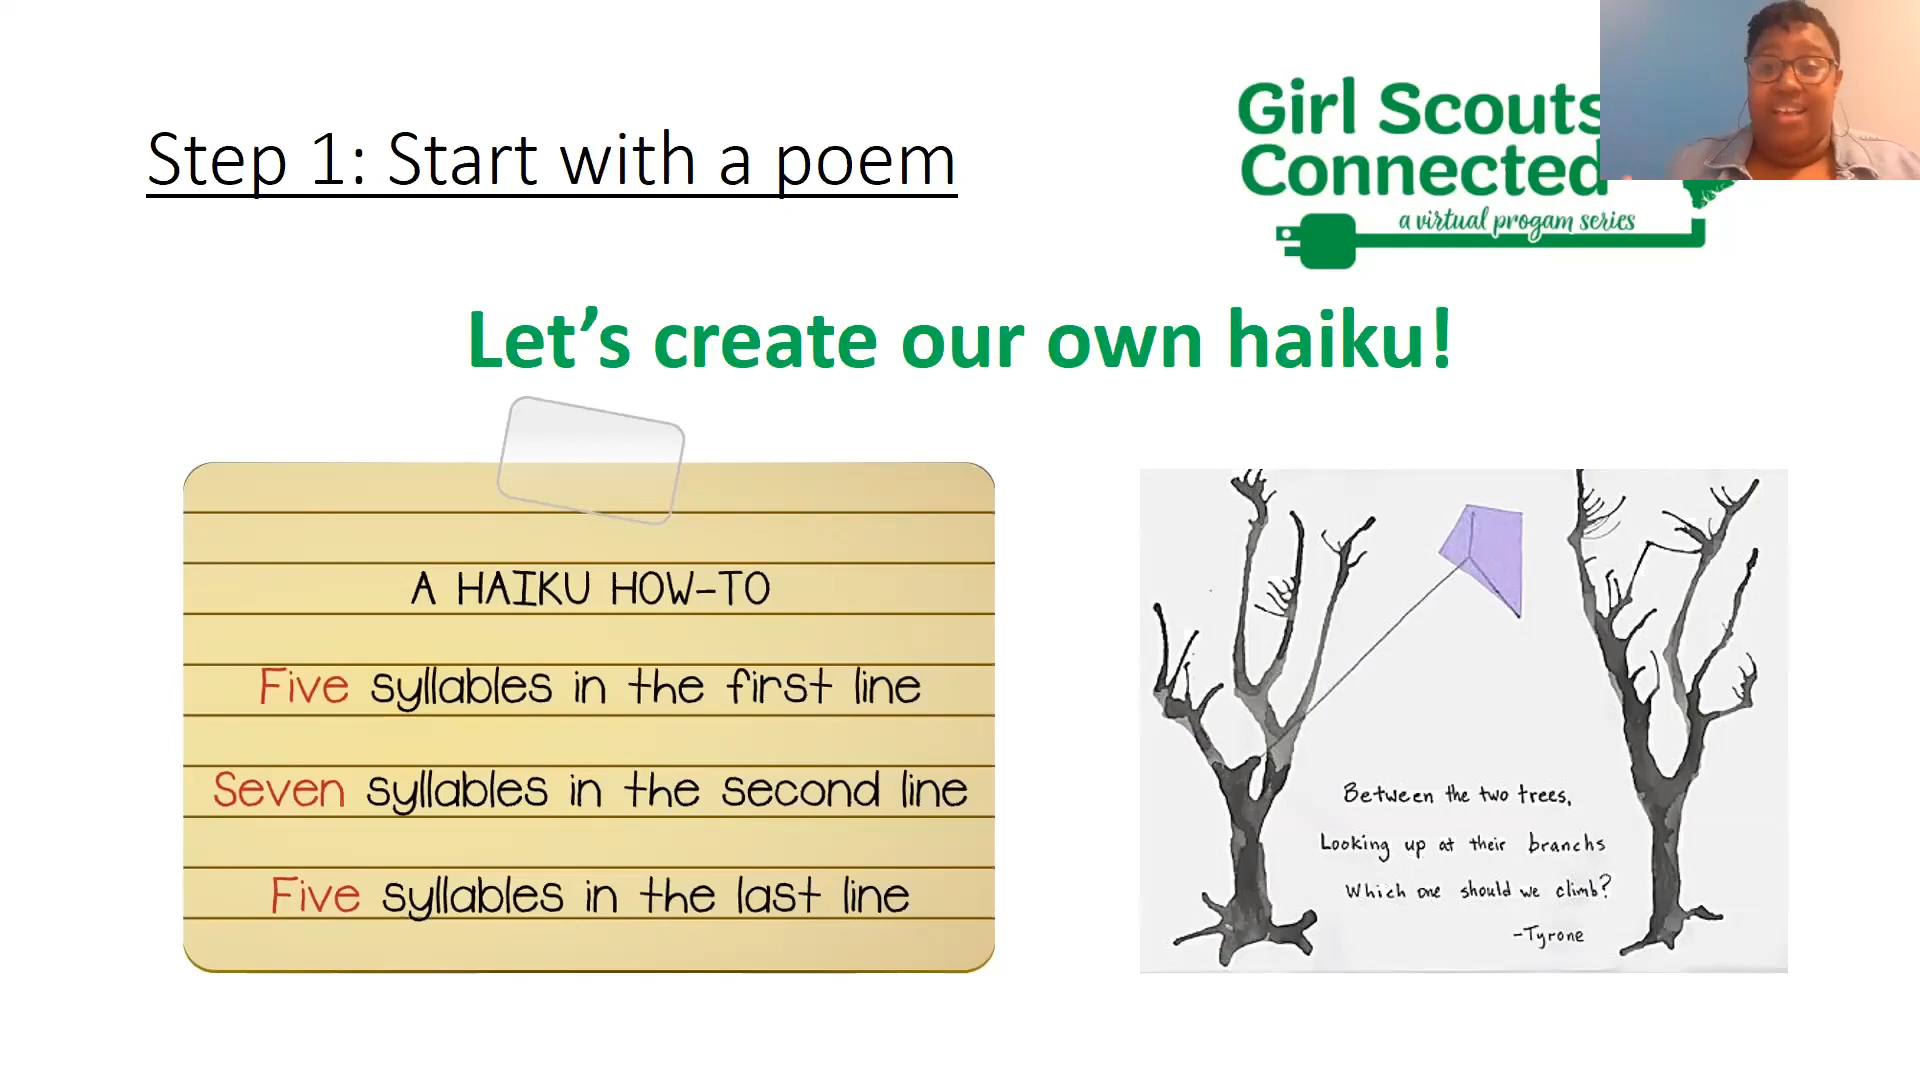 Step 1: Start with a poem
Girl Scouts
Connected
a virtual progam series
Let's create our own haiku!
A HAIKU HOW-TO
Five syllables in the first line
Seven syllables in the second line
Five syllables in the last line
Between the two trees,
Looking up at their branchs
Which one should we climb?
-Tyrone